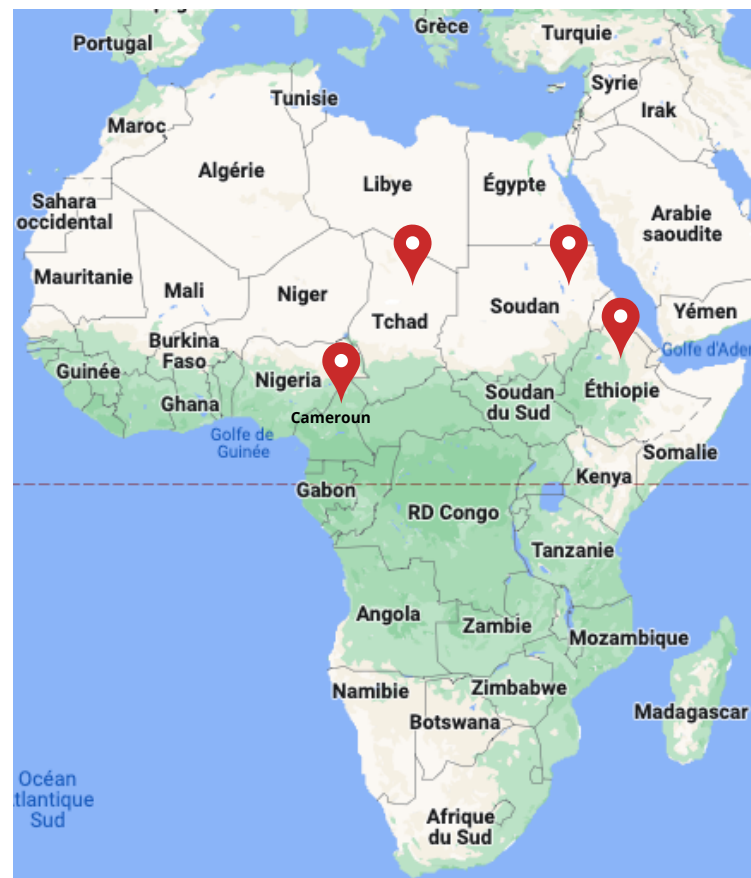 Grèce
Turquie
Portugal
Syrie
Tunisie
Irak
Maroc
Algérie
Libye
Égypte
Sahara
occidental
Arabie
saoudite
Mauritanie
Mali
Niger
Tchad
Soudan
Yémen
Golfe d'Aden
Burkina
Faso
Guinée
Nigeria
Soudan
du Sud
Éthiopie
Ghana
Cameroun
Golfe de
Guinée
Somalie
Kenya
Gabon
RD Congo
Tanzanie
Angola
Zambie
Mozambique
Namibie
Zimbabwe
Botswana
Madagascar
Océan
tlantique
Sud
Afrique
du Sud